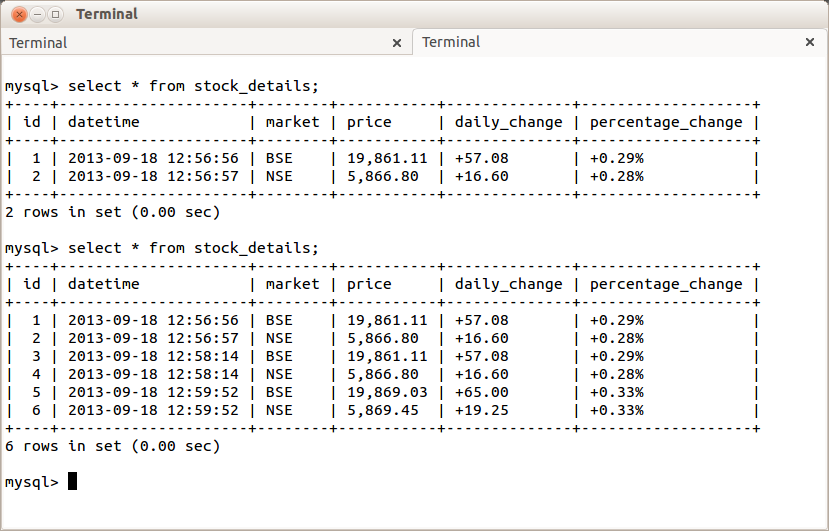 Terminal
Terminal Terminal
mysql> select * from stock_details;
+----+---------------------+--------+-----------+--------------+-------------------+
| id | datetime            | market | price     | daily_change | percentage_change |
+----+---------------------+--------+-----------+--------------+-------------------+
|  1 | 2013-09-18 12:56:56 | BSE    | 19,861.11 | +57.08       | +0.29%            |
|  2 | 2013-09-18 12:56:57 | NSE    | 5,866.80  | +16.60       | +0.28%            |
+----+---------------------+--------+-----------+--------------+-------------------+
2 rows in set (0.00 sec)
mysql> select * from stock_details;
+----+---------------------+--------+-----------+--------------+-------------------+
| id | datetime            | market | price     | daily_change | percentage_change |
+----+---------------------+--------+-----------+--------------+-------------------+
|  1 | 2013-09-18 12:56:56 | BSE    | 19,861.11 | +57.08       | +0.29%            |
|  2 | 2013-09-18 12:56:57 | NSE    | 5,866.80  | +16.60       | +0.28%            |
|  3 | 2013-09-18 12:58:14 | BSE    | 19,861.11 | +57.08       | +0.29%            |
|  4 | 2013-09-18 12:58:14 | NSE    | 5,866.80  | +16.60       | +0.28%            |
|  5 | 2013-09-18 12:59:52 | BSE    | 19,869.03 | +65.00       | +0.33%            |
|  6 | 2013-09-18 12:59:52 | NSE    | 5,869.45  | +19.25       | +0.33%            |
+----+---------------------+--------+-----------+--------------+-------------------+
6 rows in set (0.00 sec)
mysql>